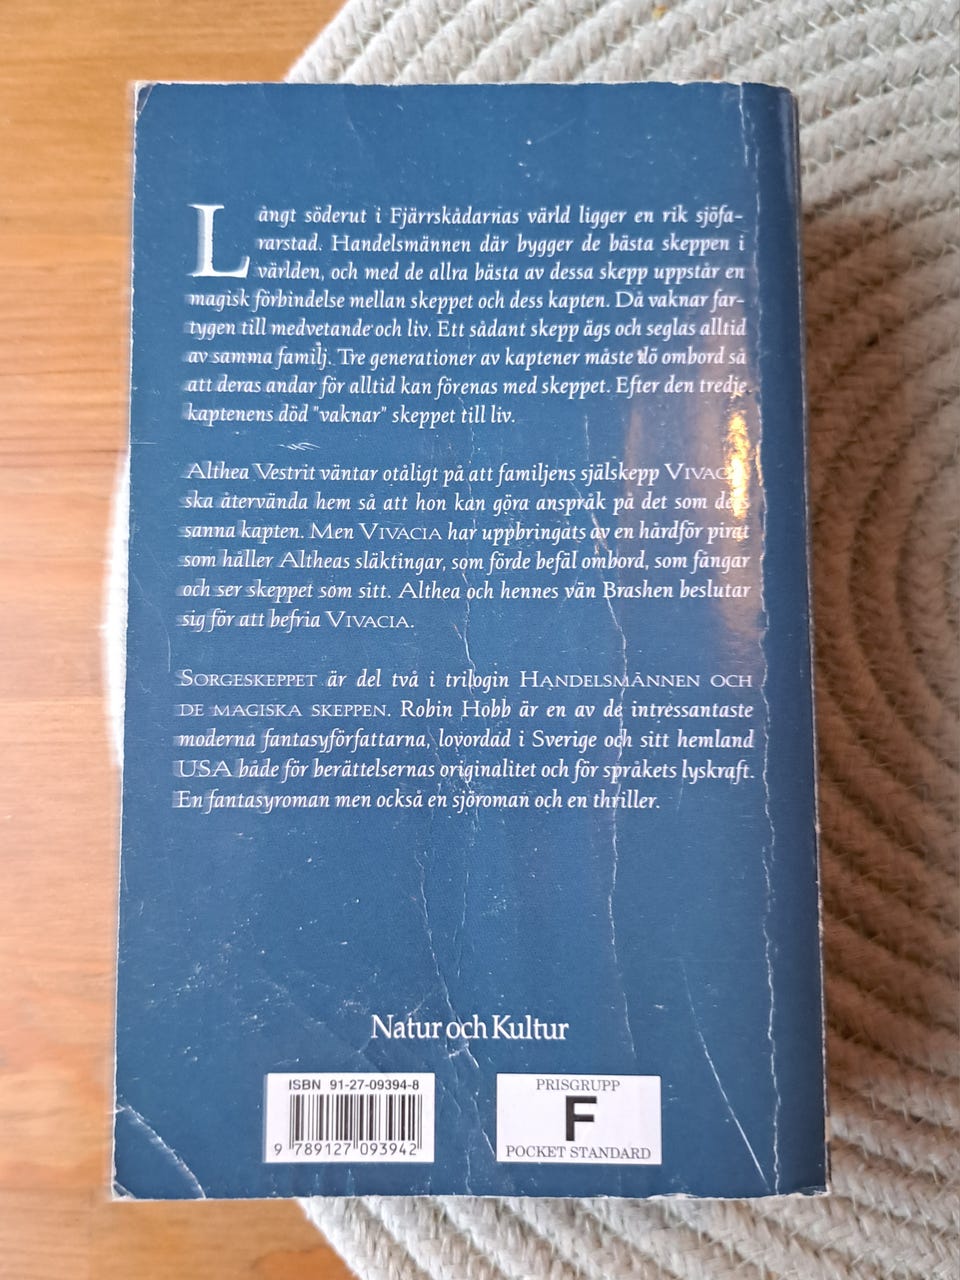 Långt söderut i Fjärrskådarnas värld ligger en rik sjöfa-
rarstad. Handelsmännen där bygger de bästa skeppen i
världen, och med de allra bästa av dessa skepp uppstår en
magisk förbindelse mellan skeppet och dess kapten. Då vaknar far-
tygen till medvetande och liv. Ett sådant skepp ägs och seglas alltid
av samma familj. Tre generationer av kaptener måste dö ombord så
att deras andar för alltid kan förenas med skeppet. Efter den tredje
kaptenens död "vaknar" skeppet till liv.
Althea Vestrit väntar otåligt på att familjens själskepp VIVACIA
ska återvända hem så att hon kan göra anspråk på det som dess
sanna kapten. Men VIVACIA har uppbringats av en hårdför pirat
som håller Altheas släktingar, som förde befäl ombord, som fångar
och ser skeppet som sitt. Althea och hennes vän Brashen beslutar
sig för att befria VIVACIA.
SORGESKEPPET är del två i trilogin HANDELSMÄNNEN OCH
DE MAGISKA SKEPPEN. Robin Hobb är en av de intressantaste
moderna fantasyförfattarna, lovordad i Sverige och sitt hemland
USA både för berättelsernas originalitet och för språkets lyskraft.
En fantasyroman men också en sjöroman och en thriller.
Natur och Kultur
ISBN 91-27-09394-8
9 789127 093942
PRISGRUPP
F
POCKET STANDARD